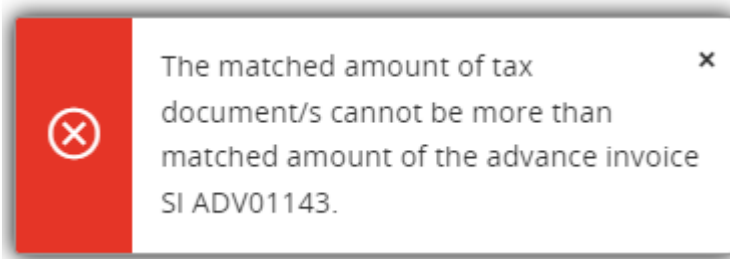 The matched amount of tax
document/s cannot be more than
matched amount of the advance invoice
SI ADV01143.